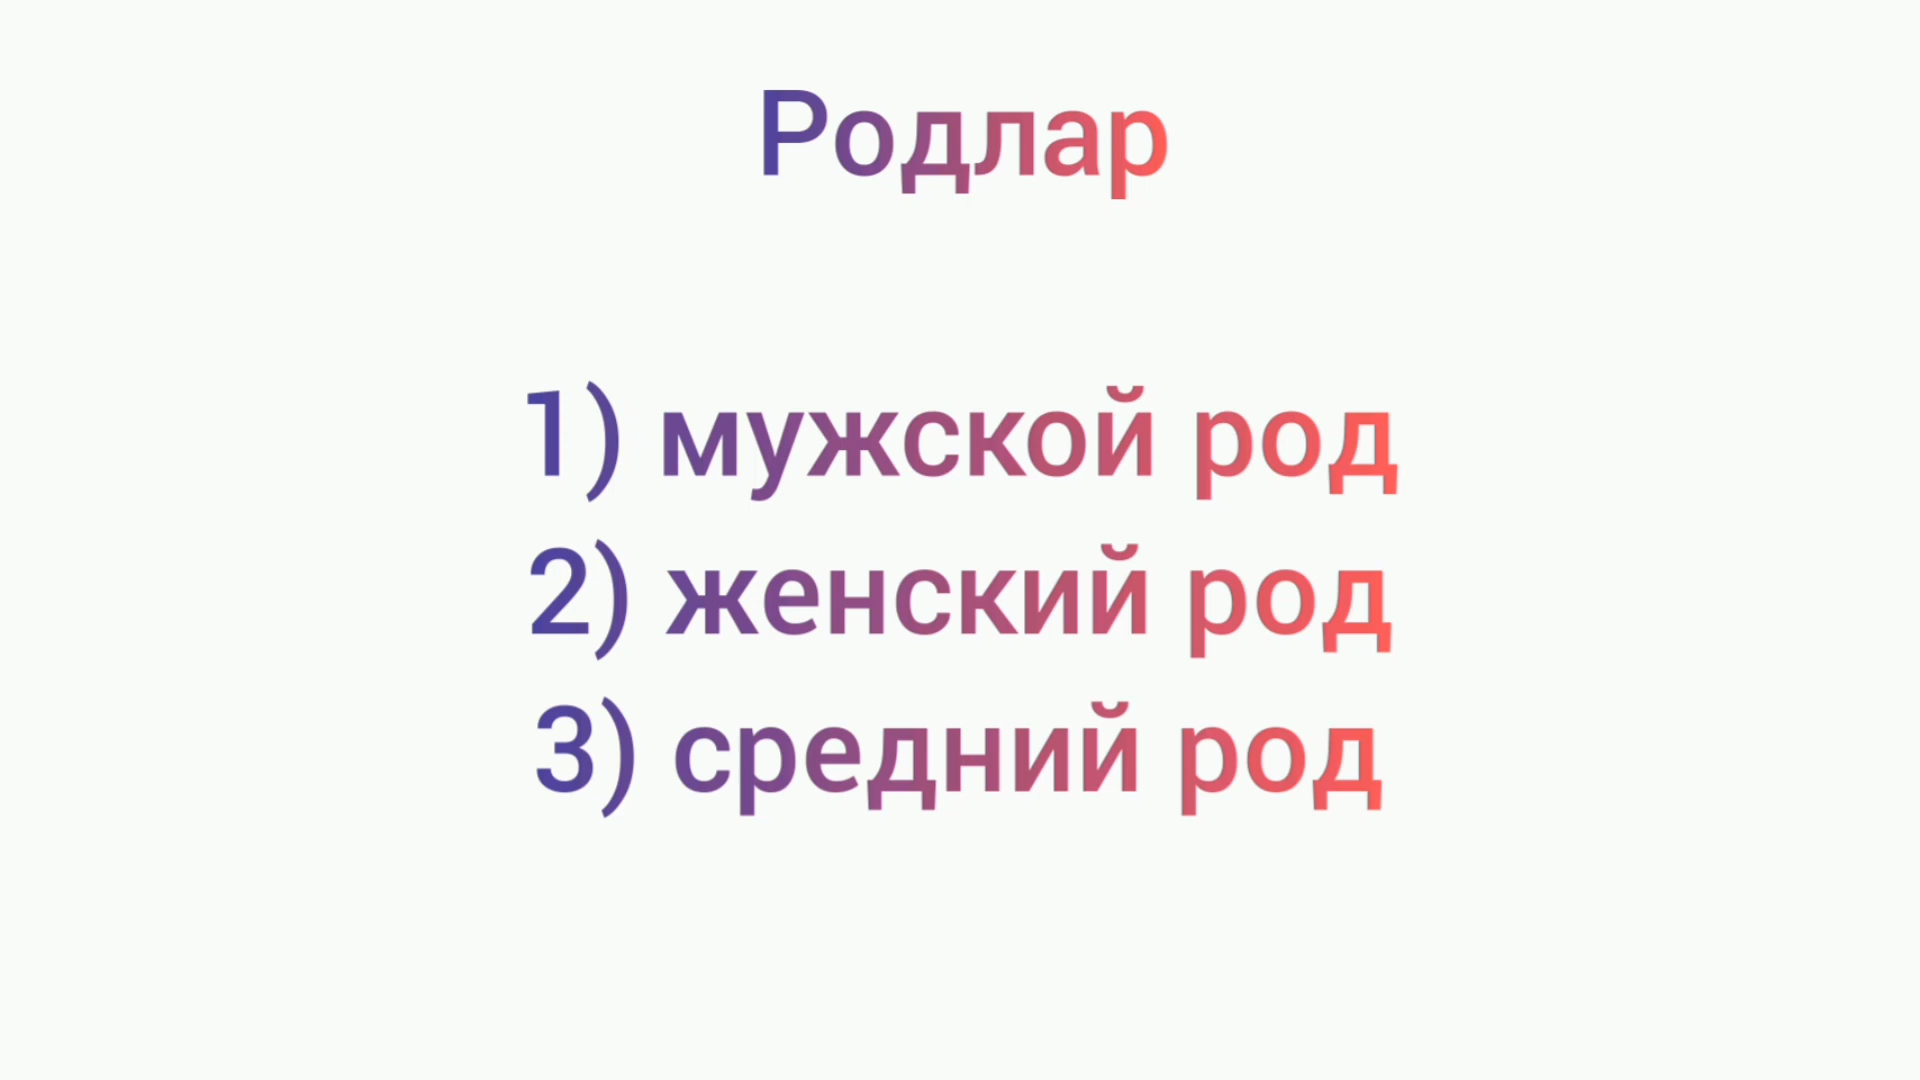 Родлар
1) мужской род
2) женский род
3) средний род